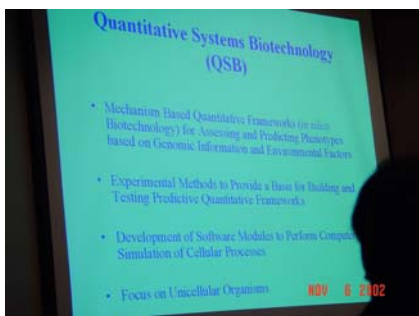 Quantitative Systems Biotechnology
(QSB)
• Mechanism Based Quantitative Frameworks (in silico
Biotechnology) for Assessing and Predicting Phenotypes
based on Genomic Information and Environmental Factors
• Experimental Methods to Provide a Basis for Building and
Testing Predictive Quantitative Frameworks
• Development of Software Modules to Perform Computer
Simulation of Cellular Processes
• Focus on Unicellular Organisms
NOV 6 2002